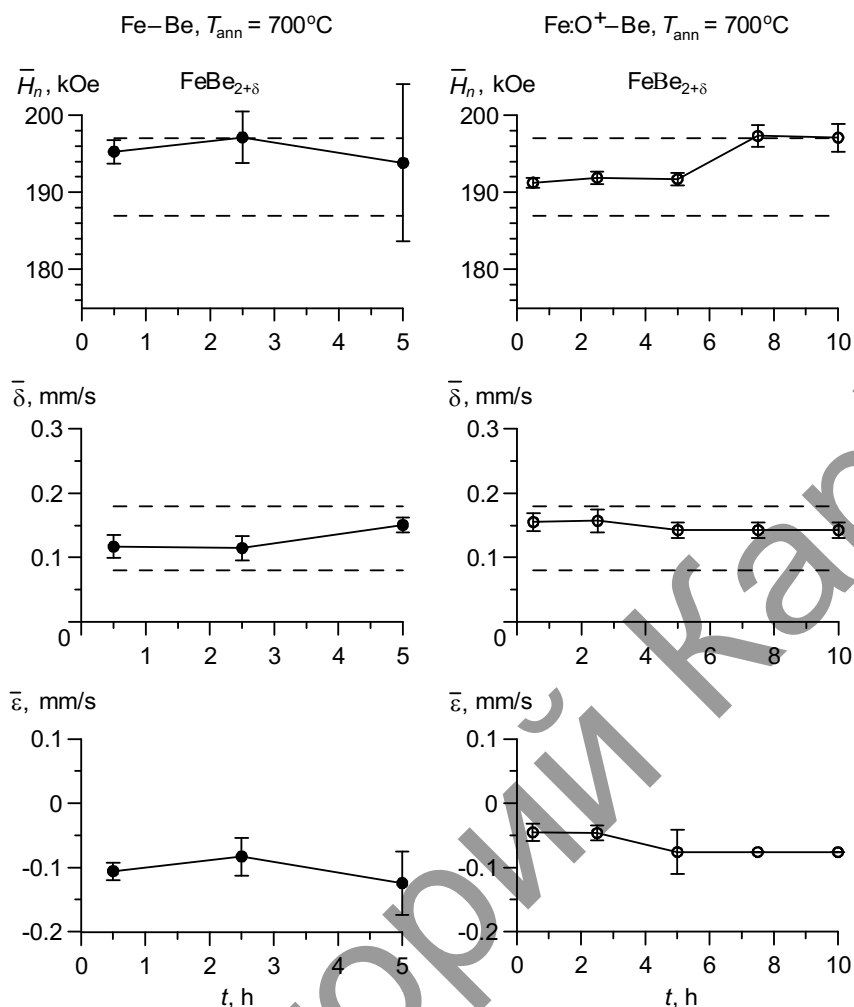 Fe–Be, T_ann = 700°C
Fe:O⁺–Be, T_ann = 700°C
H̅ₙ, kOe FeBe₂₊δ
200
190
180
0 1 2 3 4 5
H̅ₙ, kOe FeBe₂₊δ
200
190
180
0 2 4 6 8 10
δ̅, mm/s
0.3
0.2
0.1
0
1 2 3 4 5
δ̅, mm/s
0.3
0.2
0.1
0
0 2 4 6 8 10
ε̅, mm/s
0.1
0
-0.1
-0.2
0 1 2 3 4 5
t, h
ε̅, mm/s
0.1
0
-0.1
-0.2
0 2 4 6 8 10
t, h